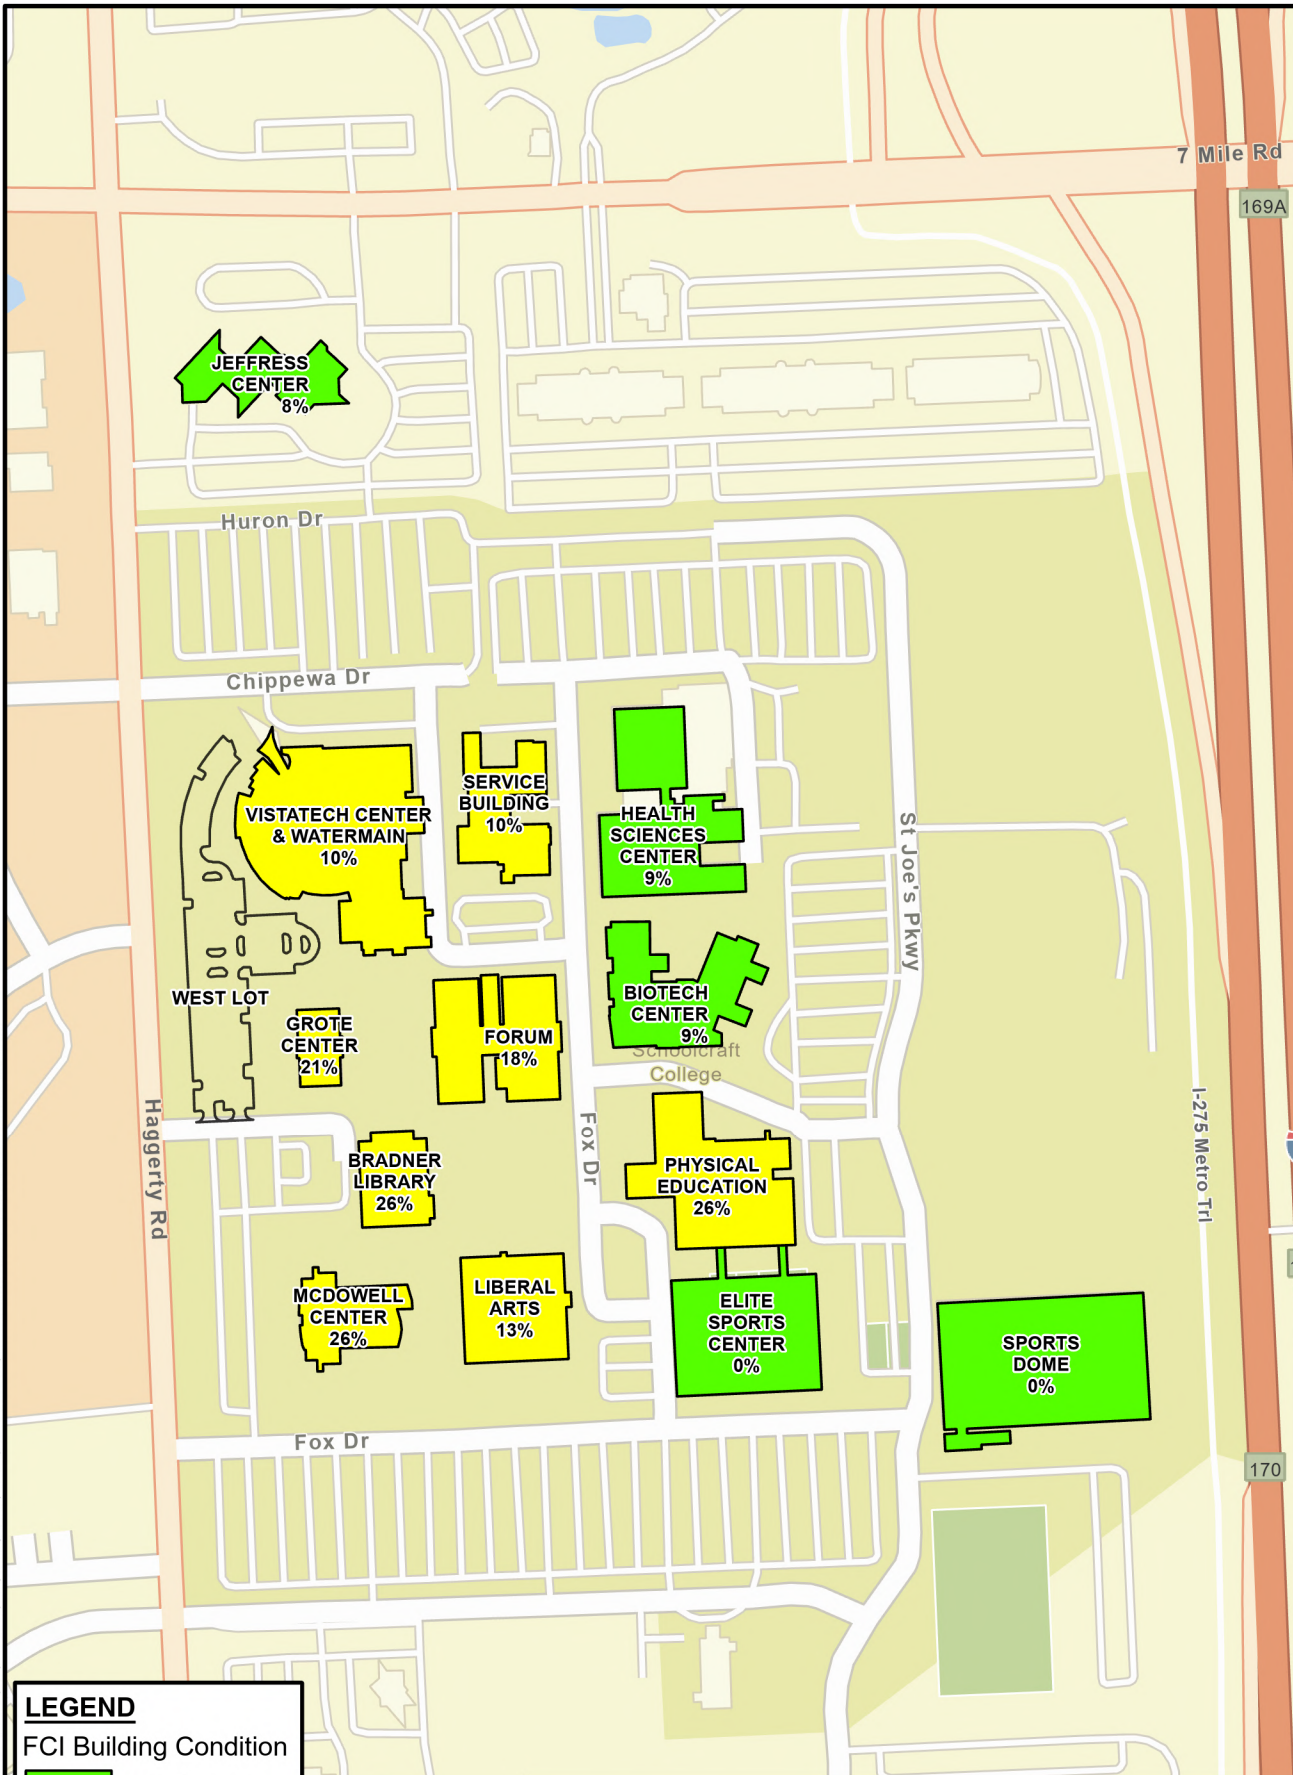 7 Mile Rd
169A
JEFFRESS
CENTER
8%
Huron Dr
Chippewa Dr
VISTATECH CENTER
& WATERMAIN
10%
SERVICE
BUILDING
10%
HEALTH
SCIENCES
CENTER
9%
St Joe's Pkwy
WEST LOT
GROTE
CENTER
21%
FORUM
18%
BIOTECH
CENTER
9%
Schoolcraft
College
Haggerty Rd
Fox Dr
I-275 Metro Trl
BRADNER
LIBRARY
26%
PHYSICAL
EDUCATION
26%
MCDOWELL
CENTER
26%
LIBERAL
ARTS
13%
ELITE
SPORTS
CENTER
0%
SPORTS
DOME
0%
Fox Dr
170
LEGEND
FCI Building Condition